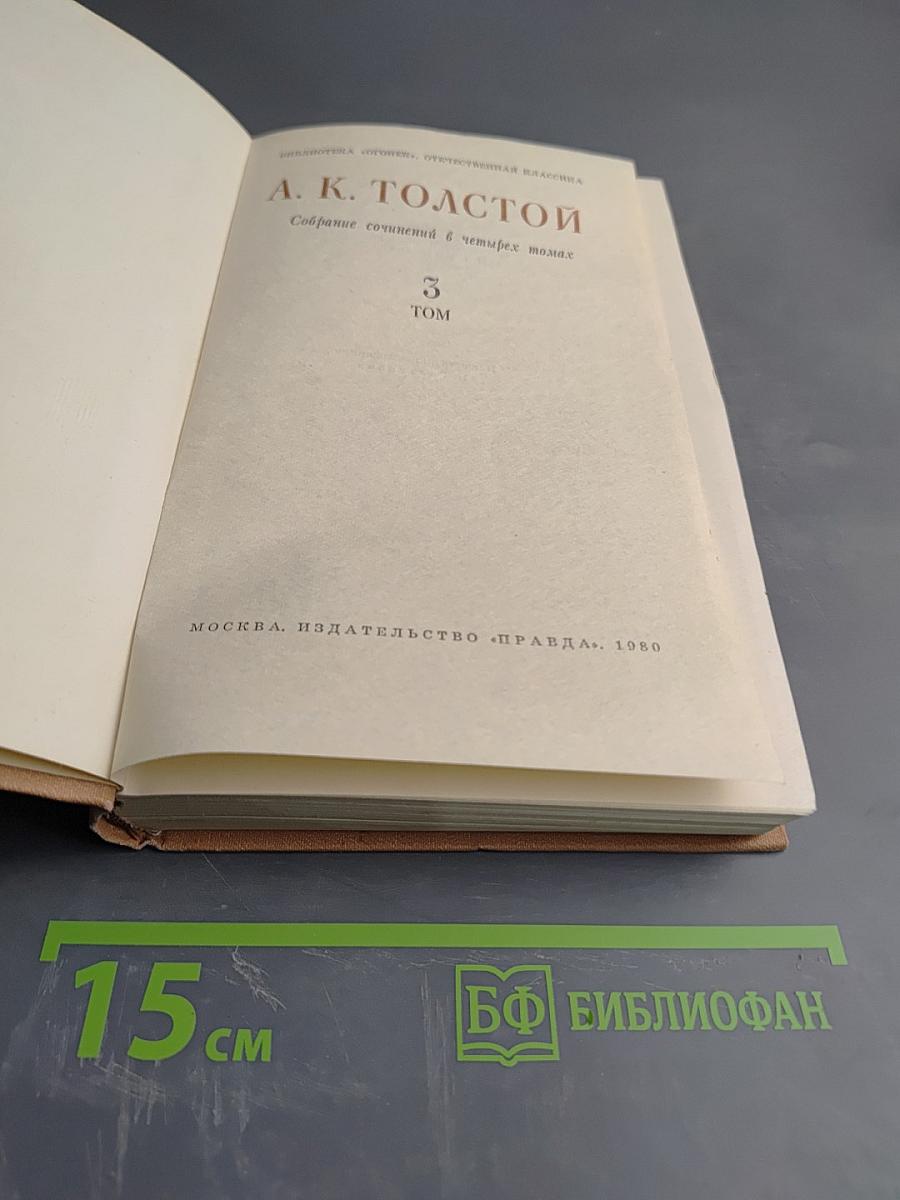 БИБЛИОТЕКА «ОГОНЕК». ОТЕЧЕСТВЕННАЯ КЛАССИКА
А. К. ТОЛСТОЙ
Собрание сочинений в четырех томах
3
ТОМ
МОСКВА. ИЗДАТЕЛЬСТВО «ПРАВДА». 1980
15 см
БФ БИБЛИОФАН